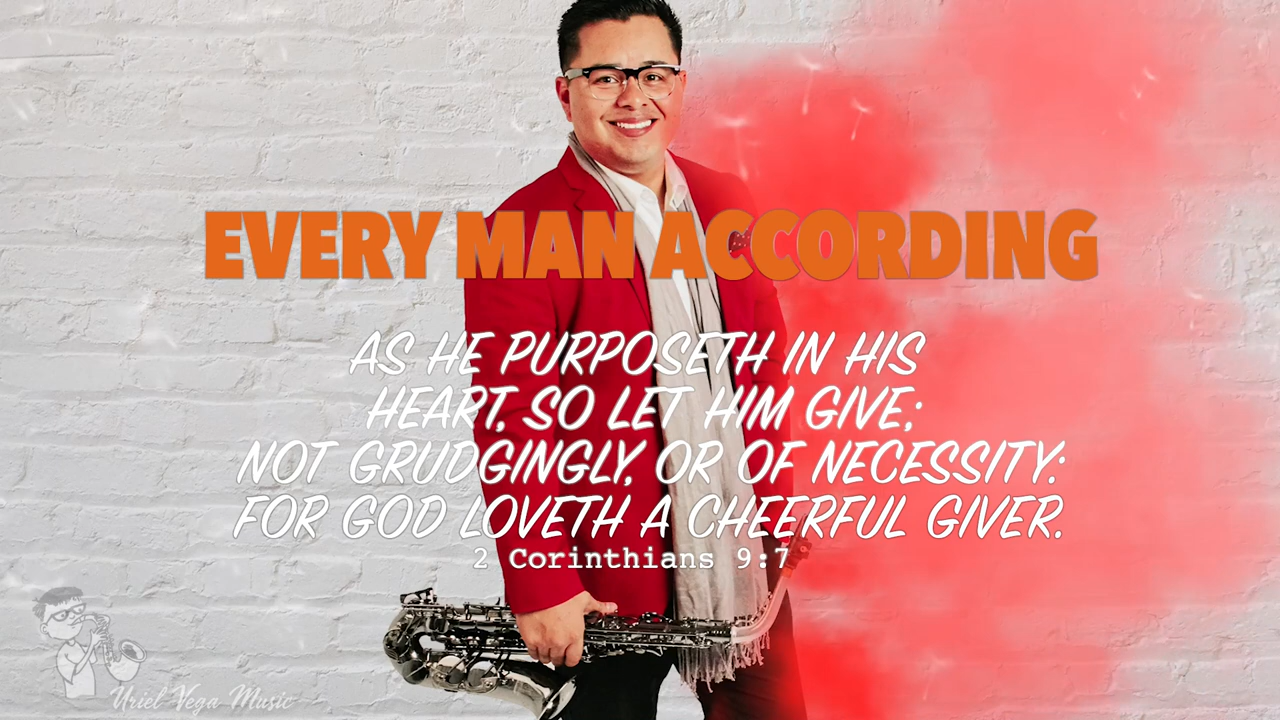 EVERY MAN ACCORDING
AS HE PURPOSETH IN HIS
HEART, SO LET HIM GIVE;
NOT GRUDGINGLY, OR OF NECESSITY:
FOR GOD LOVETH A CHEERFUL GIVER.
2 Corinthians 9:7
Uriel Vega Music